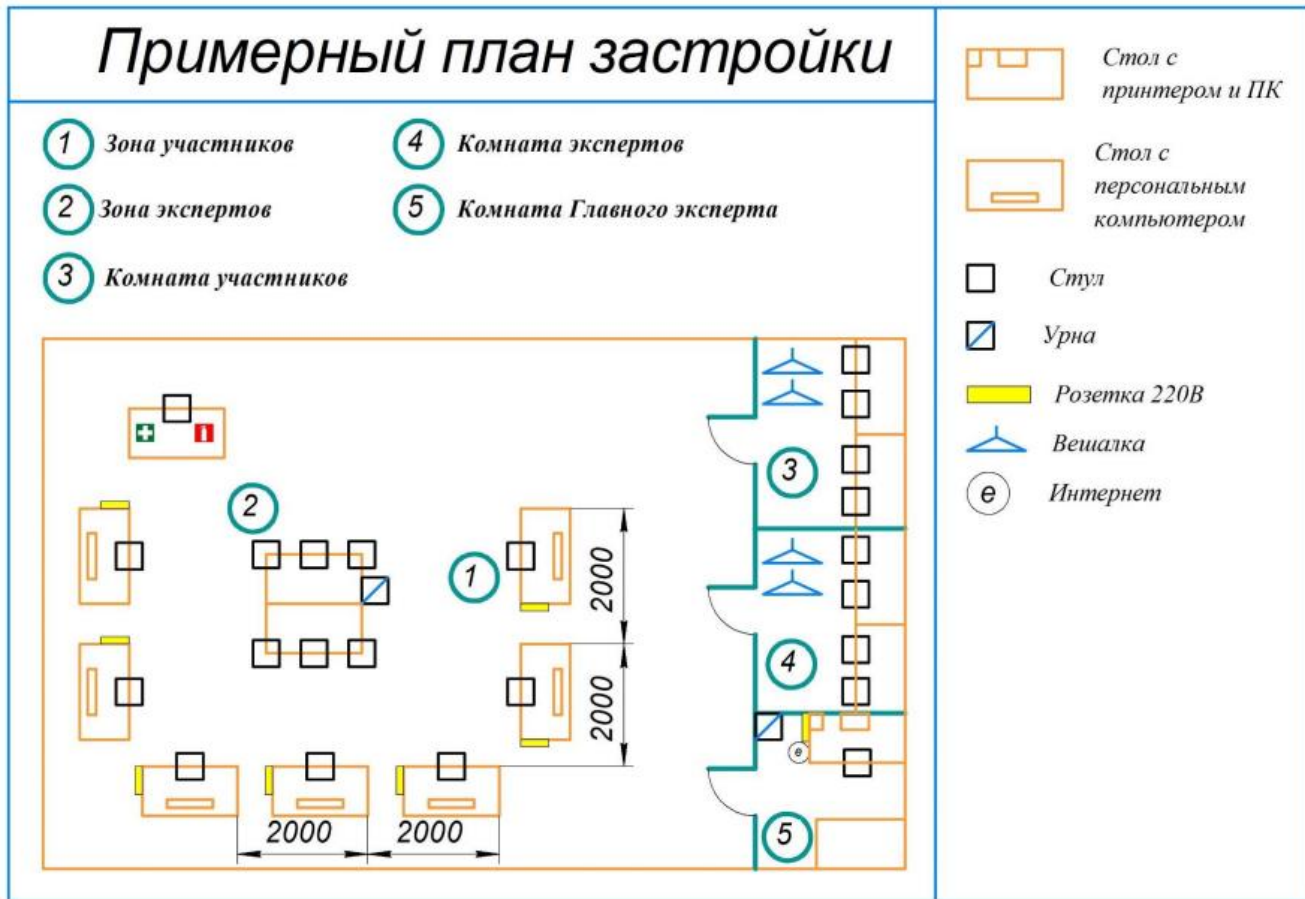 Примерный план застройки
1 Зона участников
2 Зона экспертов
3 Комната участников
4 Комната экспертов
5 Комната Главного эксперта
Стол с
принтером и ПК
Стол с
персональным
компьютером
Стул
Урна
Розетка 220В
Вешалка
e Интернет
2
1
2000
2000
2000
2000
3
4
e
5